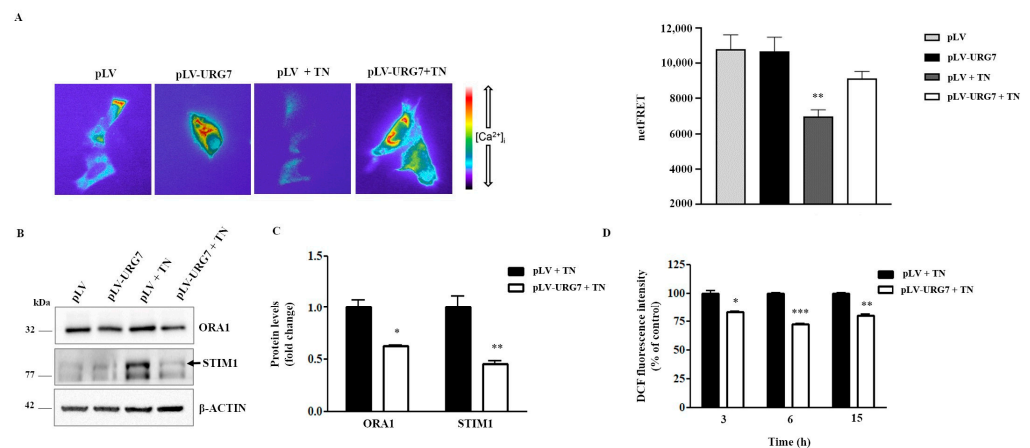 A
pLV
pLV-URG7
pLV + TN
pLV-URG7+TN
[Ca²⁺]i
12,000
10,000
8000
6000
4000
2000
netFRET
**
pLV
pLV-URG7
pLV + TN
pLV-URG7 + TN
B
pLV
pLV-URG7
pLV + TN
pLV-URG7 + TN
kDa
32
ORA1
77
STIM1
42
β-ACTIN
C
1.5
1.0
0.5
0.0
Protein levels
(fold change)
*
**
ORA1
STIM1
pLV + TN
pLV-URG7 + TN
D
125
100
75
50
25
0
DCF fluorescence intensity
(% of control)
*
***
**
3
6
15
Time (h)
pLV + TN
pLV-URG7 + TN